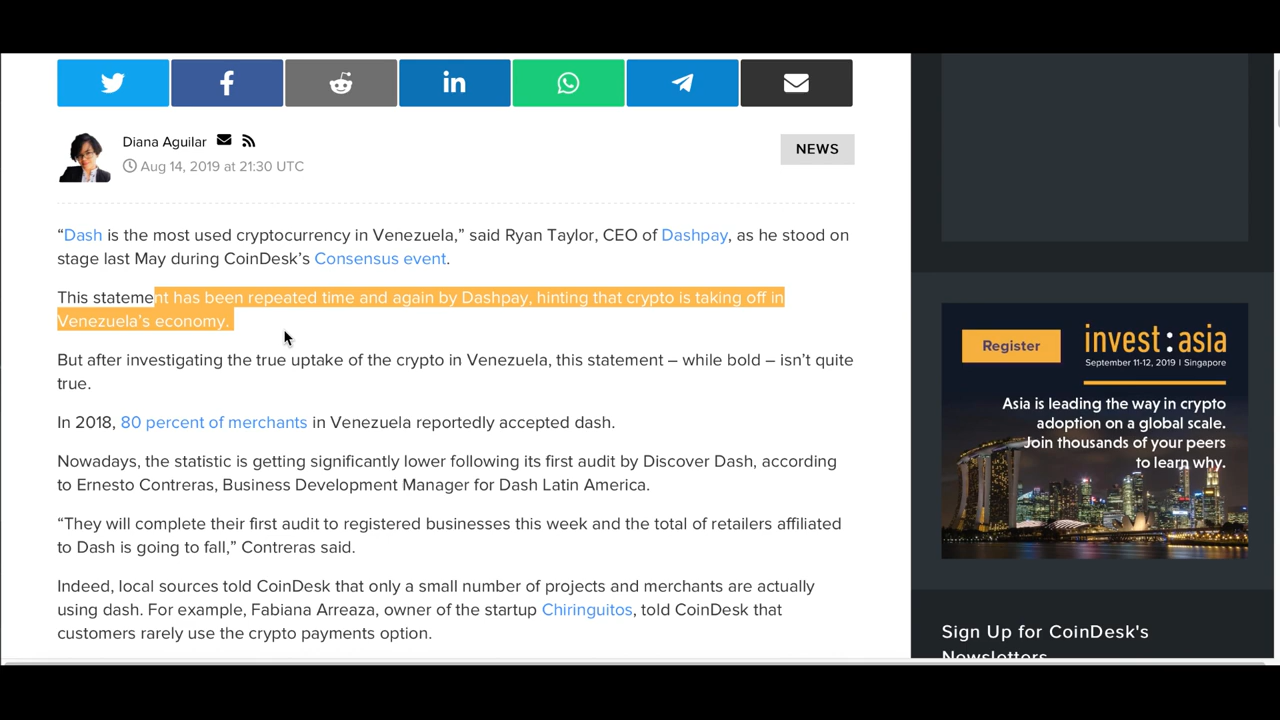 Diana Aguilar
Aug 14, 2019 at 21:30 UTC
NEWS
“Dash is the most used cryptocurrency in Venezuela,” said Ryan Taylor, CEO of Dashpay, as he stood on
stage last May during CoinDesk’s Consensus event.
This statement has been repeated time and again by Dashpay, hinting that crypto is taking off in
Venezuela’s economy.
But after investigating the true uptake of the crypto in Venezuela, this statement – while bold – isn’t quite
true.
In 2018, 80 percent of merchants in Venezuela reportedly accepted dash.
Nowadays, the statistic is getting significantly lower following its first audit by Discover Dash, according
to Ernesto Contreras, Business Development Manager for Dash Latin America.
“They will complete their first audit to registered businesses this week and the total of retailers affiliated
to Dash is going to fall,” Contreras said.
Indeed, local sources told CoinDesk that only a small number of projects and merchants are actually
using dash. For example, Fabiana Arreaza, owner of the startup Chiringuitos, told CoinDesk that
customers rarely use the crypto payments option.
Register
invest:asia
September 11-12, 2019 | Singapore
Asia is leading the way in crypto
adoption on a global scale.
Join thousands of your peers
to learn why.
Sign Up for CoinDesk's
Newsletters